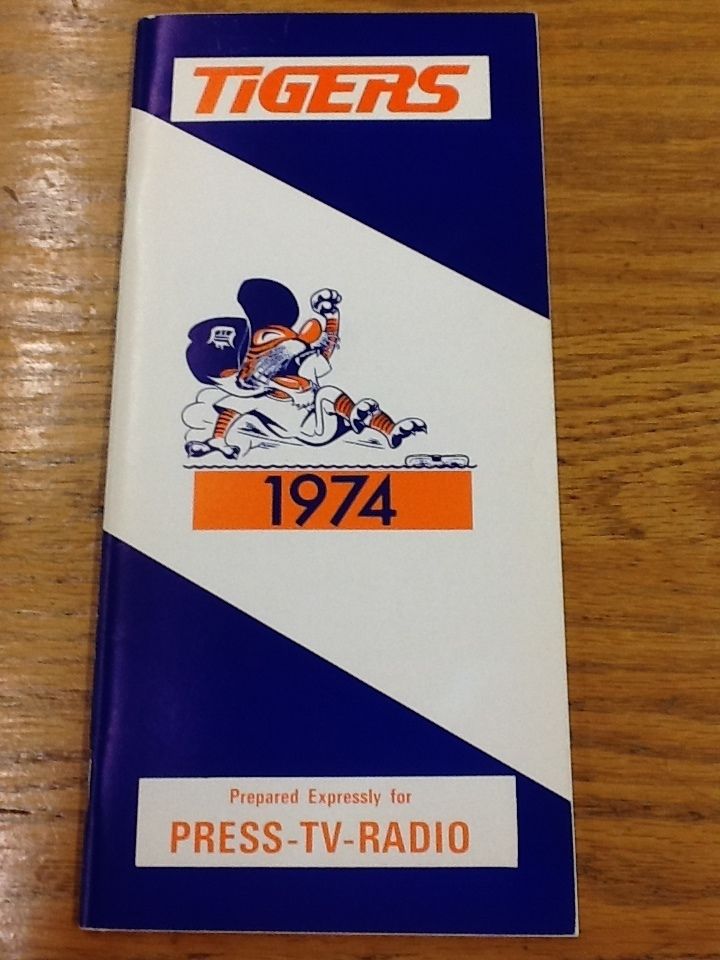 TiGERS
D
1974
Prepared Expressly for
PRESS-TV-RADIO